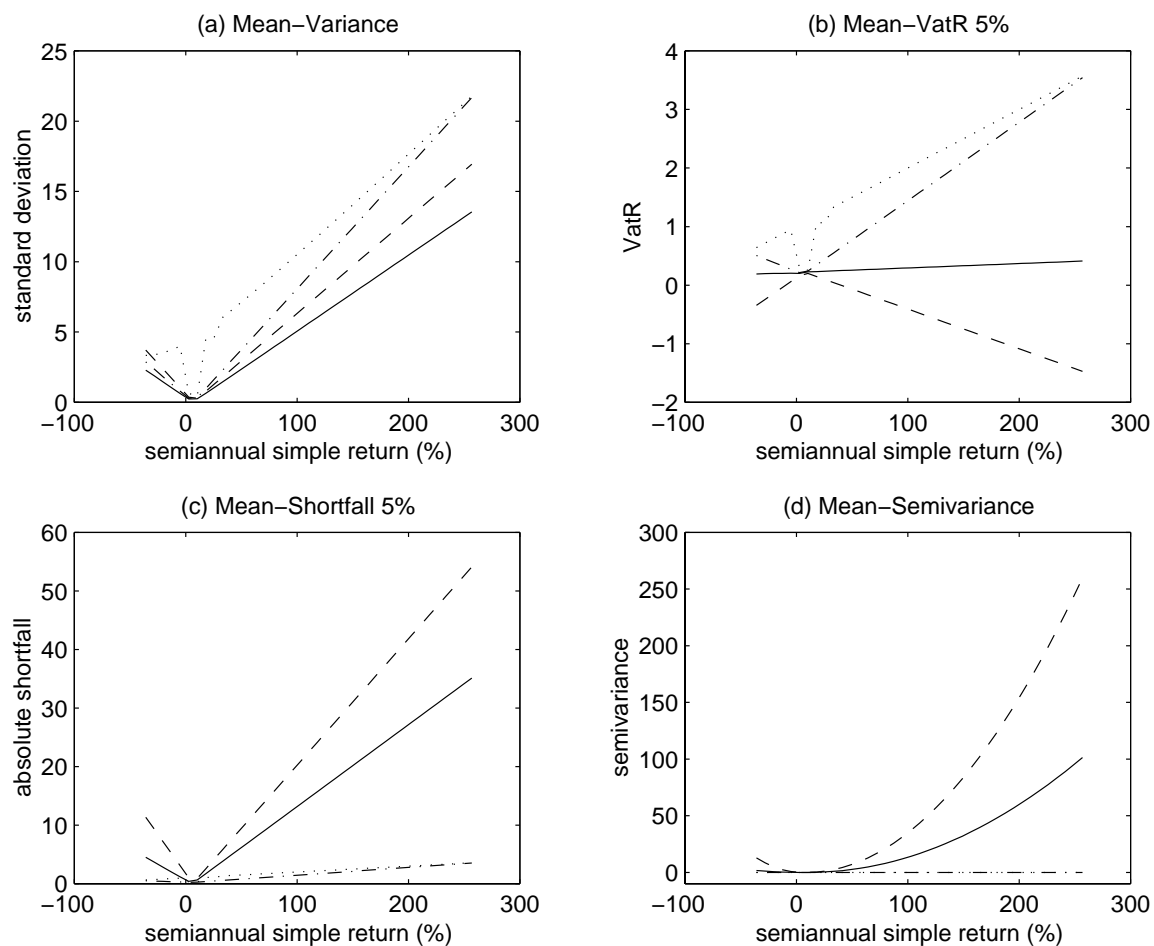 (a) Mean−Variance
25
20
15
10
5
0
−100 0 100 200 300
standard deviation
semiannual simple return (%)
(b) Mean−VatR 5%
4
3
2
1
0
−1
−2
−100 0 100 200 300
VatR
semiannual simple return (%)
(c) Mean−Shortfall 5%
60
50
40
30
20
10
0
−100 0 100 200 300
absolute shortfall
semiannual simple return (%)
(d) Mean−Semivariance
300
250
200
150
100
50
0
−100 0 100 200 300
semivariance
semiannual simple return (%)